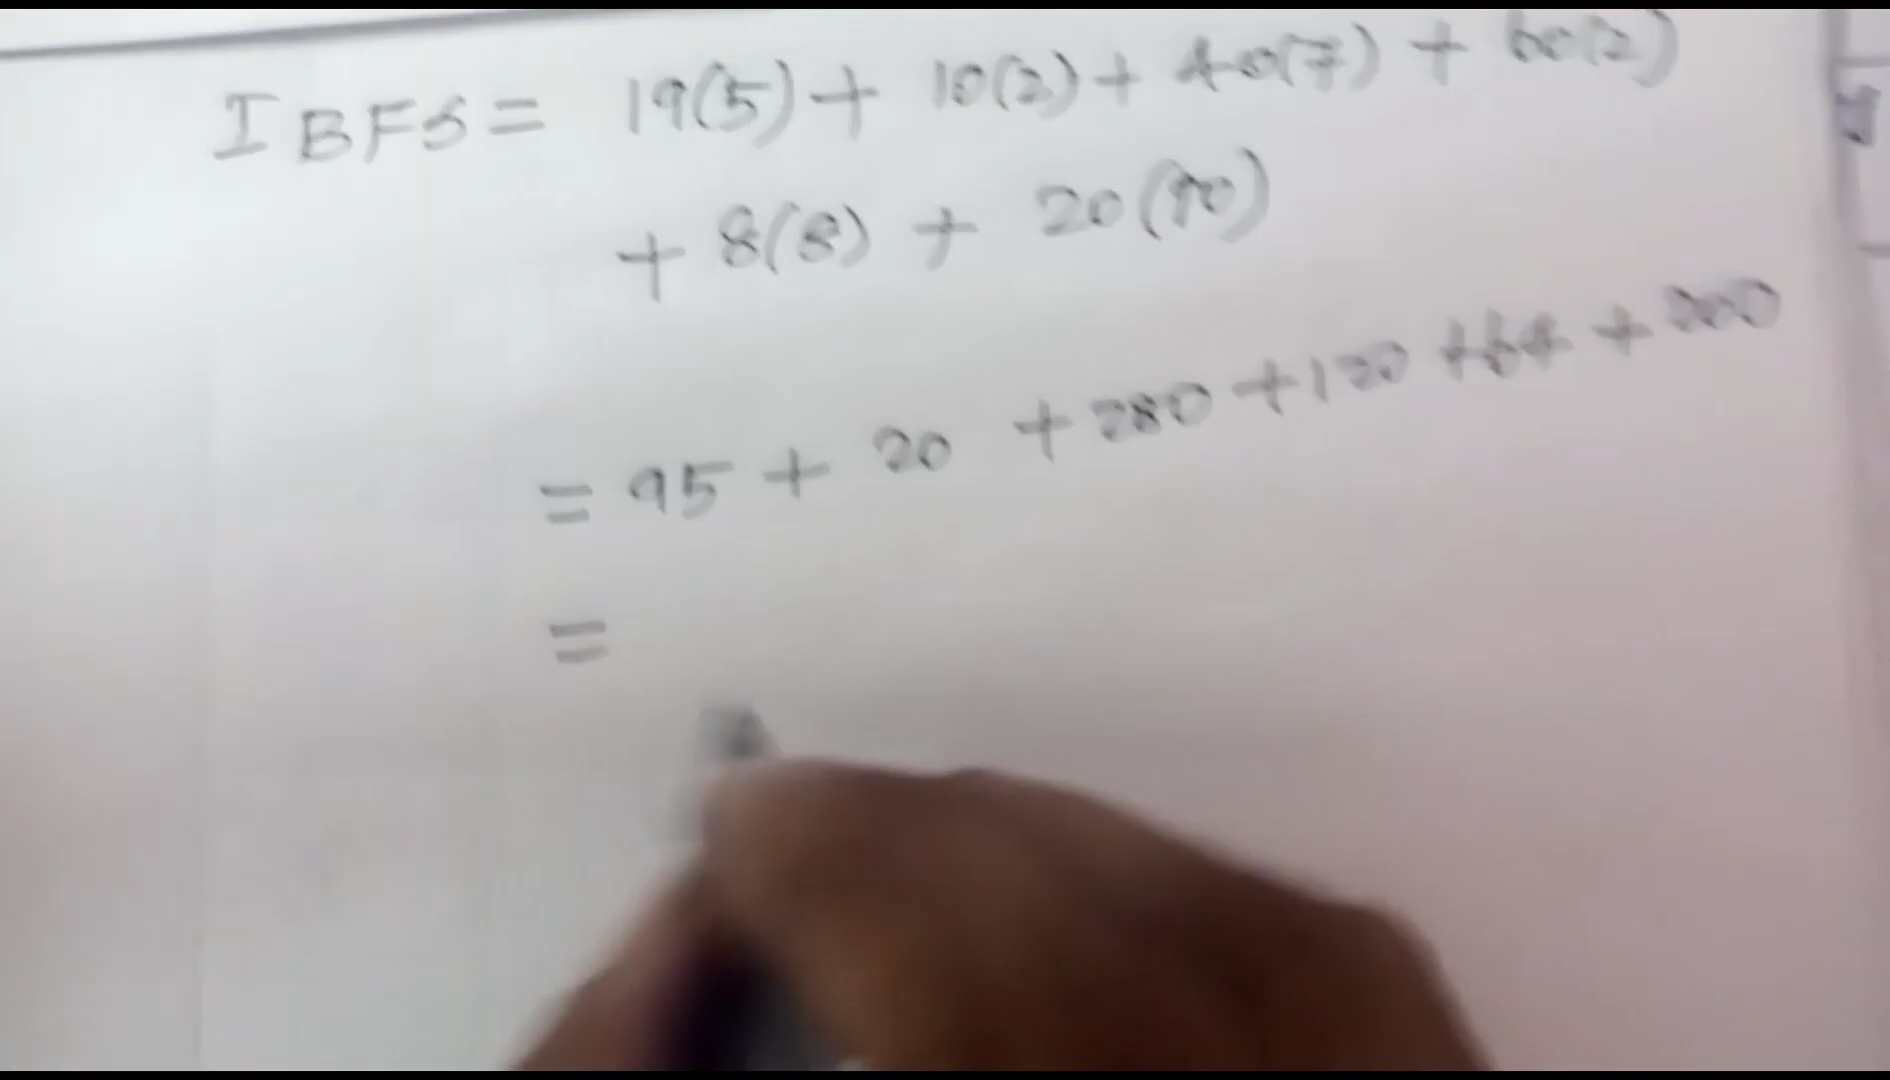 IBFS = 19(5) + 10(2) + 40(7) + 60(2)
+ 8(8) + 20(10)
= 95 + 20 + 280 + 120 + 64 + 200
=